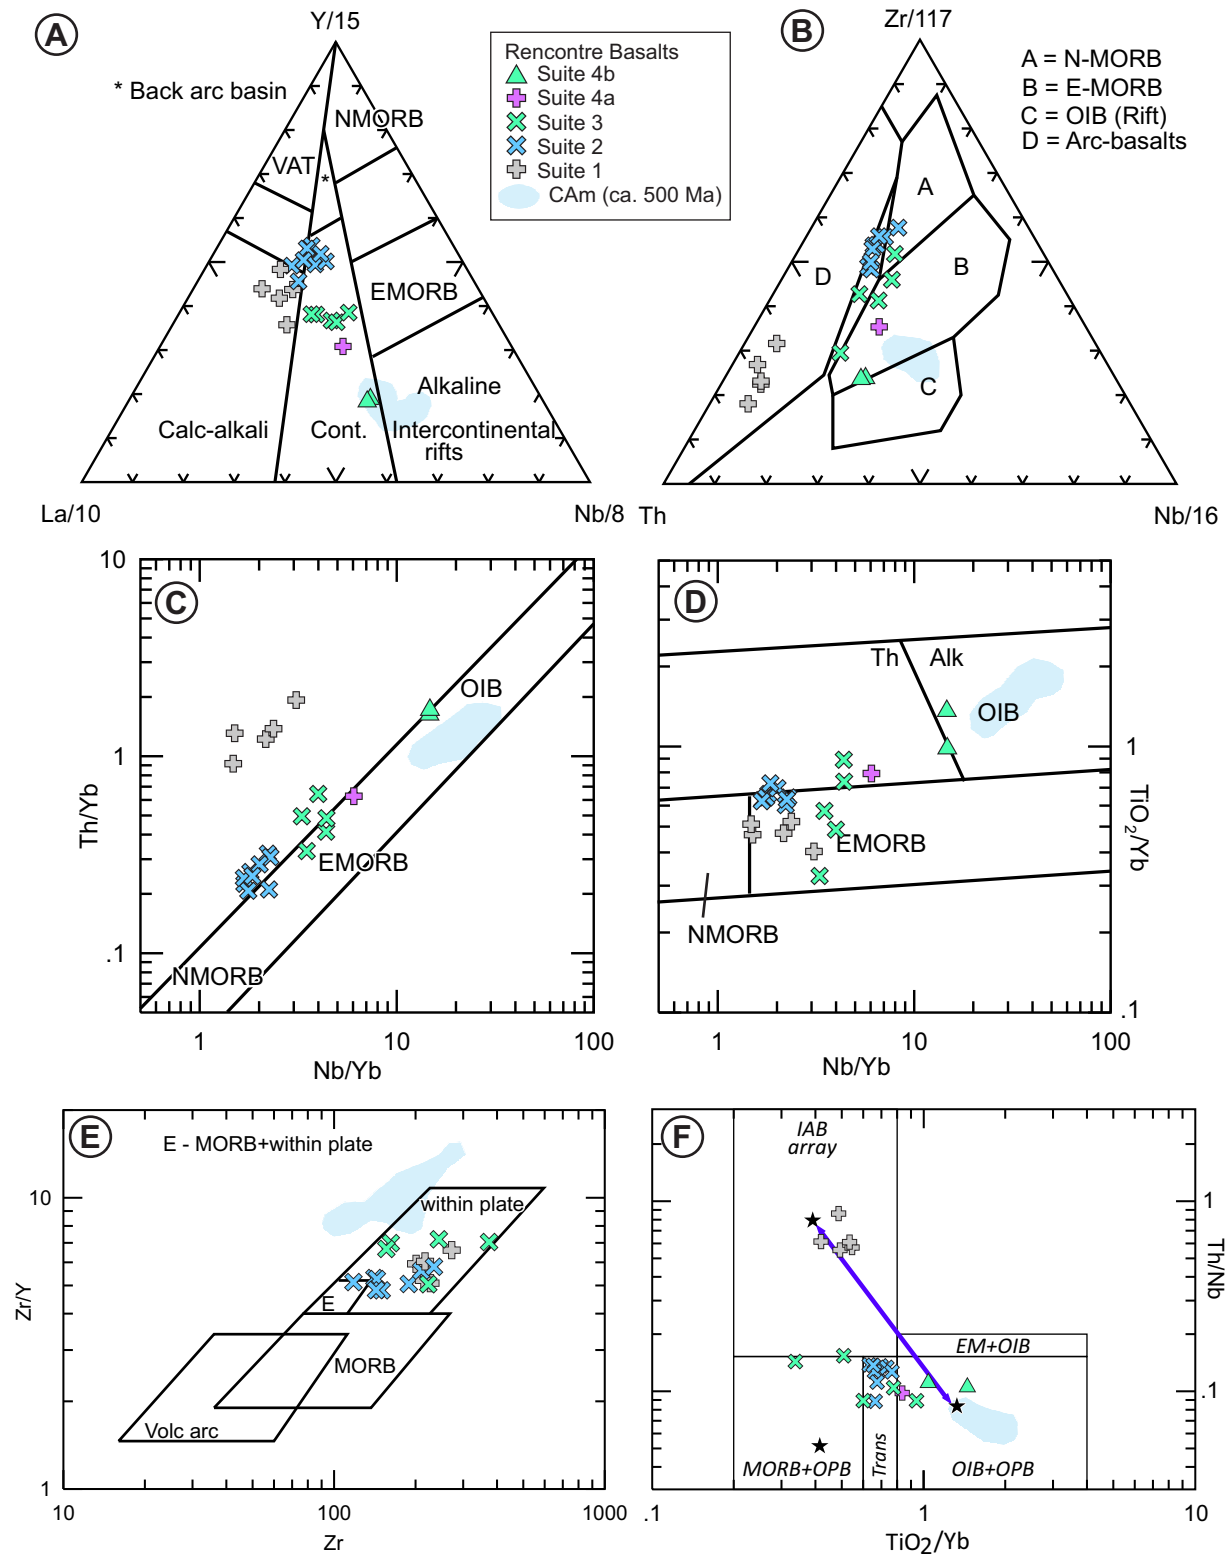 A
Y/15
* Back arc basin
NMORB
VAT
*
EMORB
Alkaline
Calc-alkali
Cont.
Intercontinental
rifts
La/10
Nb/8
Rencontre Basalts
Suite 4b
Suite 4a
Suite 3
Suite 2
Suite 1
CAm (ca. 500 Ma)
B
Zr/117
A = N-MORB
B = E-MORB
C = OIB (Rift)
D = Arc-basalts
A
D
B
C
Th
Nb/16
C
10
1
.1
Th/Yb
OIB
EMORB
NMORB
1
10
100
Nb/Yb
D
Th
Alk
OIB
EMORB
NMORB
1
.1
TiO2/Yb
1
10
100
Nb/Yb
E
E - MORB+within plate
within plate
E
MORB
Volc arc
10
1
Zr/Y
10
100
1000
Zr
F
IAB
array
EM+OIB
MORB+OPB
Trans
OIB+OPB
1
.1
Th/Nb
.1
1
10
TiO2/Yb